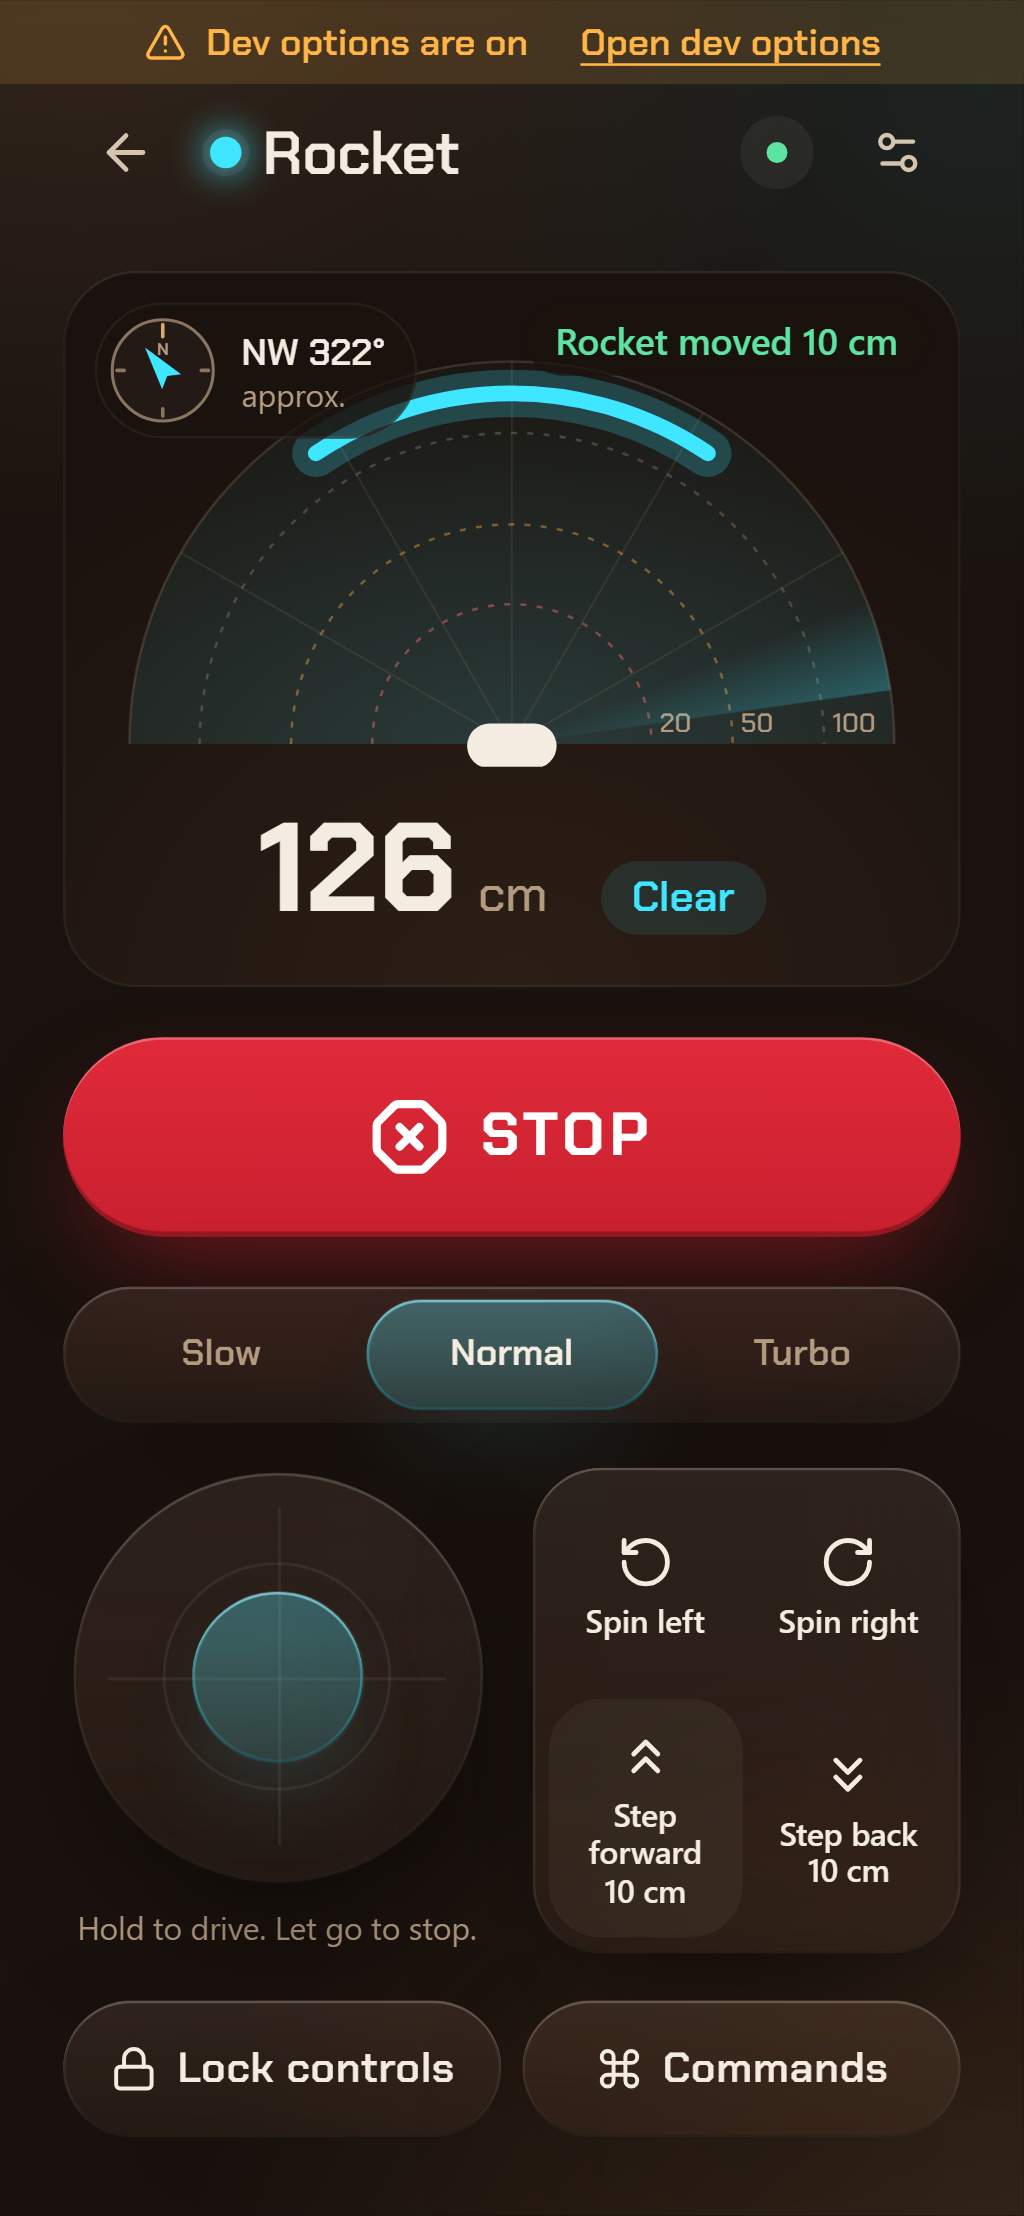 Dev options are on Open dev options
Rocket
N
NW 322°
approx.
Rocket moved 10 cm
20 50 100
126 cm Clear
STOP
Slow Normal Turbo
Spin left Spin right
Step
forward
10 cm
Step back
10 cm
Hold to drive. Let go to stop.
Lock controls Commands